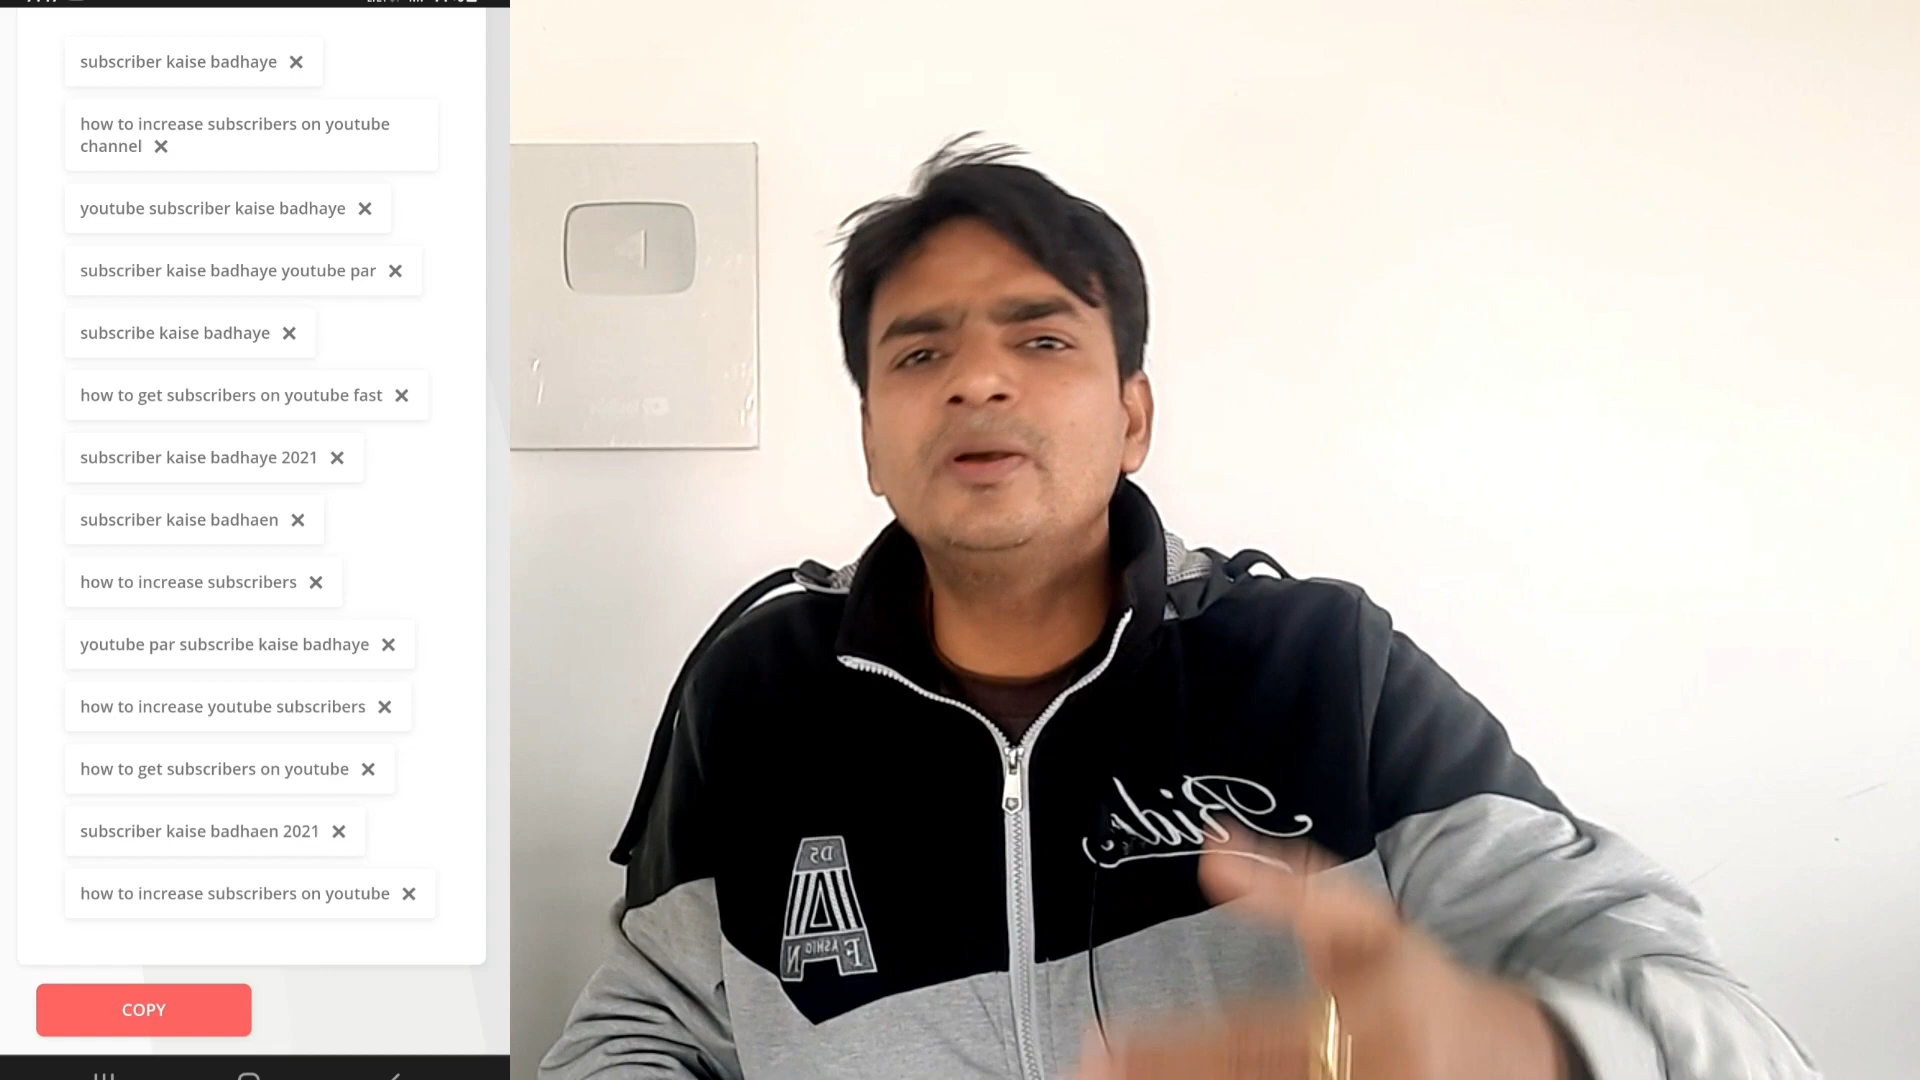 subscriber kaise badhaye ✕
how to increase subscribers on youtube
channel ✕
youtube subscriber kaise badhaye ✕
subscriber kaise badhaye youtube par ✕
subscribe kaise badhaye ✕
how to get subscribers on youtube fast ✕
subscriber kaise badhaye 2021 ✕
subscriber kaise badhaen ✕
how to increase subscribers ✕
youtube par subscribe kaise badhaye ✕
how to increase youtube subscribers ✕
how to get subscribers on youtube ✕
subscriber kaise badhaen 2021 ✕
how to increase subscribers on youtube ✕
COPY
DS
A
FASHION